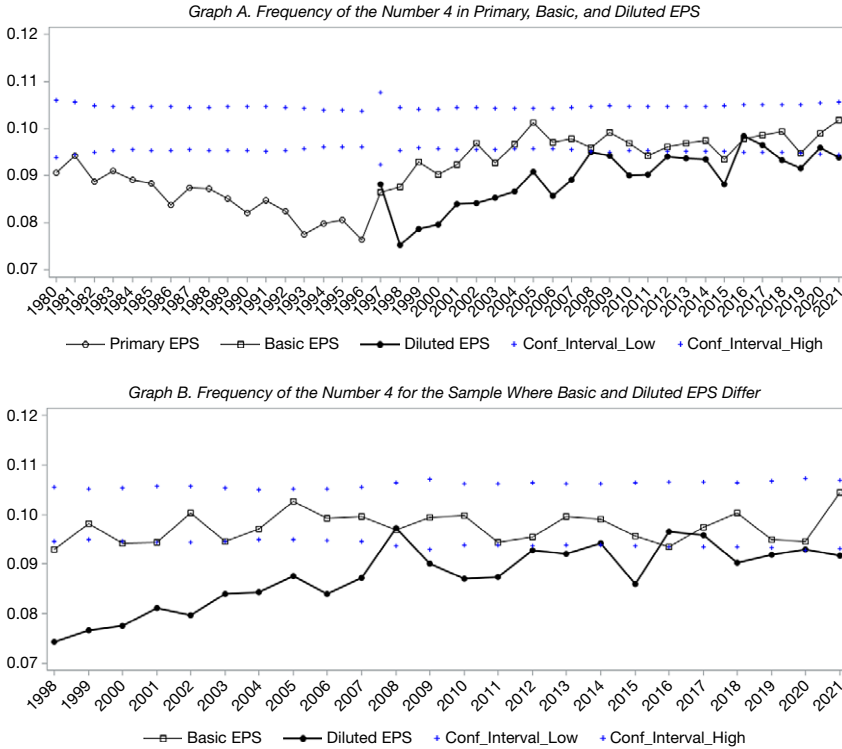 Graph A. Frequency of the Number 4 in Primary, Basic, and Diluted EPS
0.12
0.11
0.10
0.09
0.08
0.07
1980 1981 1982 1983 1984 1985 1986 1987 1988 1989 1990 1991 1992 1993 1994 1995 1996 1997 1998 1999 2000 2001 2002 2003 2004 2005 2006 2007 2008 2009 2010 2011 2012 2013 2014 2015 2016 2017 2018 2019 2020 2021
Primary EPS Basic EPS Diluted EPS Conf_Interval_Low Conf_Interval_High
Graph B. Frequency of the Number 4 for the Sample Where Basic and Diluted EPS Differ
0.12
0.11
0.10
0.09
0.08
0.07
1998 1999 2000 2001 2002 2003 2004 2005 2006 2007 2008 2009 2010 2011 2012 2013 2014 2015 2016 2017 2018 2019 2020 2021
Basic EPS Diluted EPS Conf_Interval_Low Conf_Interval_High